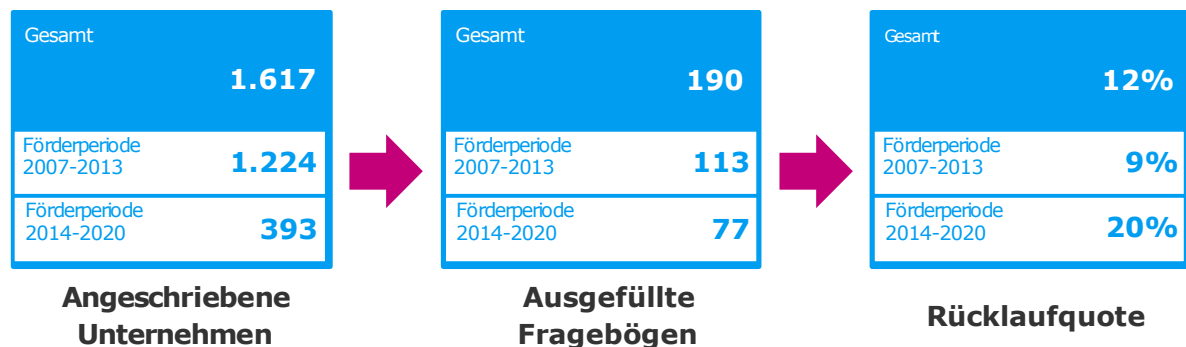 Gesamt
1.617
Förderperiode
2007-2013
1.224
Förderperiode
2014-2020
393
Angeschriebene
Unternehmen
Gesamt
190
Förderperiode
2007-2013
113
Förderperiode
2014-2020
77
Ausgefüllte
Fragebögen
Gesamt
12%
Förderperiode
2007-2013
9%
Förderperiode
2014-2020
20%
Rücklaufquote